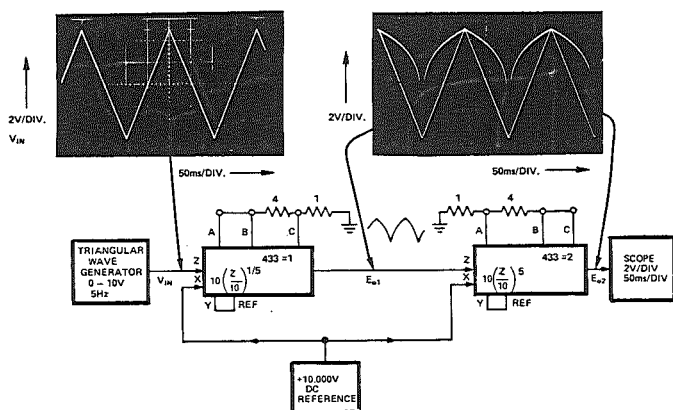 2V/DIV.
V_IN
50ms/DIV.
2V/DIV.
50ms/DIV.
4
1
1
4
A
B
C
A
B
C
TRIANGULAR
WAVE
GENERATOR
0 – 10V
5Hz
V_IN
Z
X
433 #1
10(Z/10)^1/5
Y
REF
E_o1
Z
X
433 #2
10(Z/10)^5
Y
REF
E_o2
SCOPE
2V/DIV
50ms/DIV
+10.000V
DC
REFERENCE